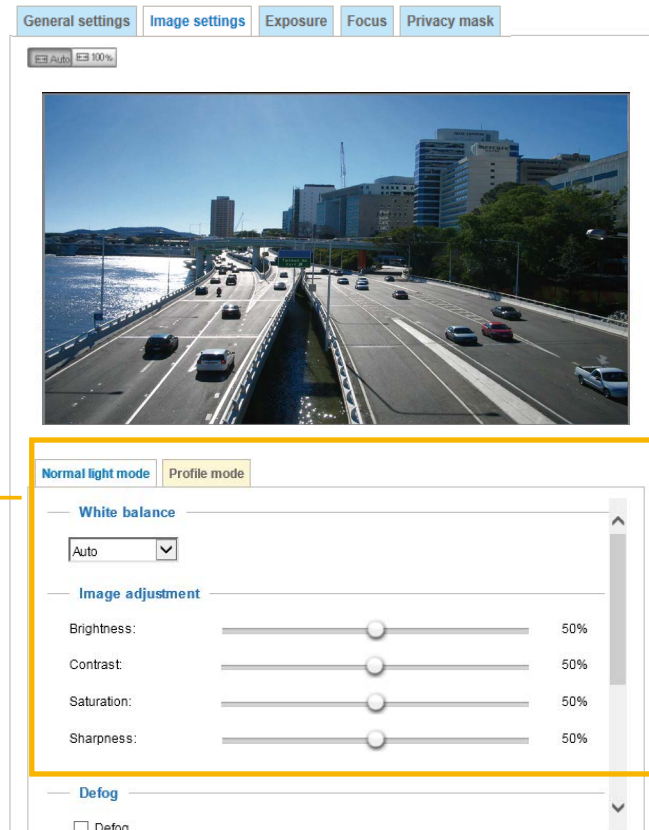 General settings Image settings Exposure Focus Privacy mask
Auto 100%
Mercure
Normal light mode Profile mode
White balance
Auto
Image adjustment
Brightness: 50%
Contrast: 50%
Saturation: 50%
Sharpness: 50%
Defog
Defog